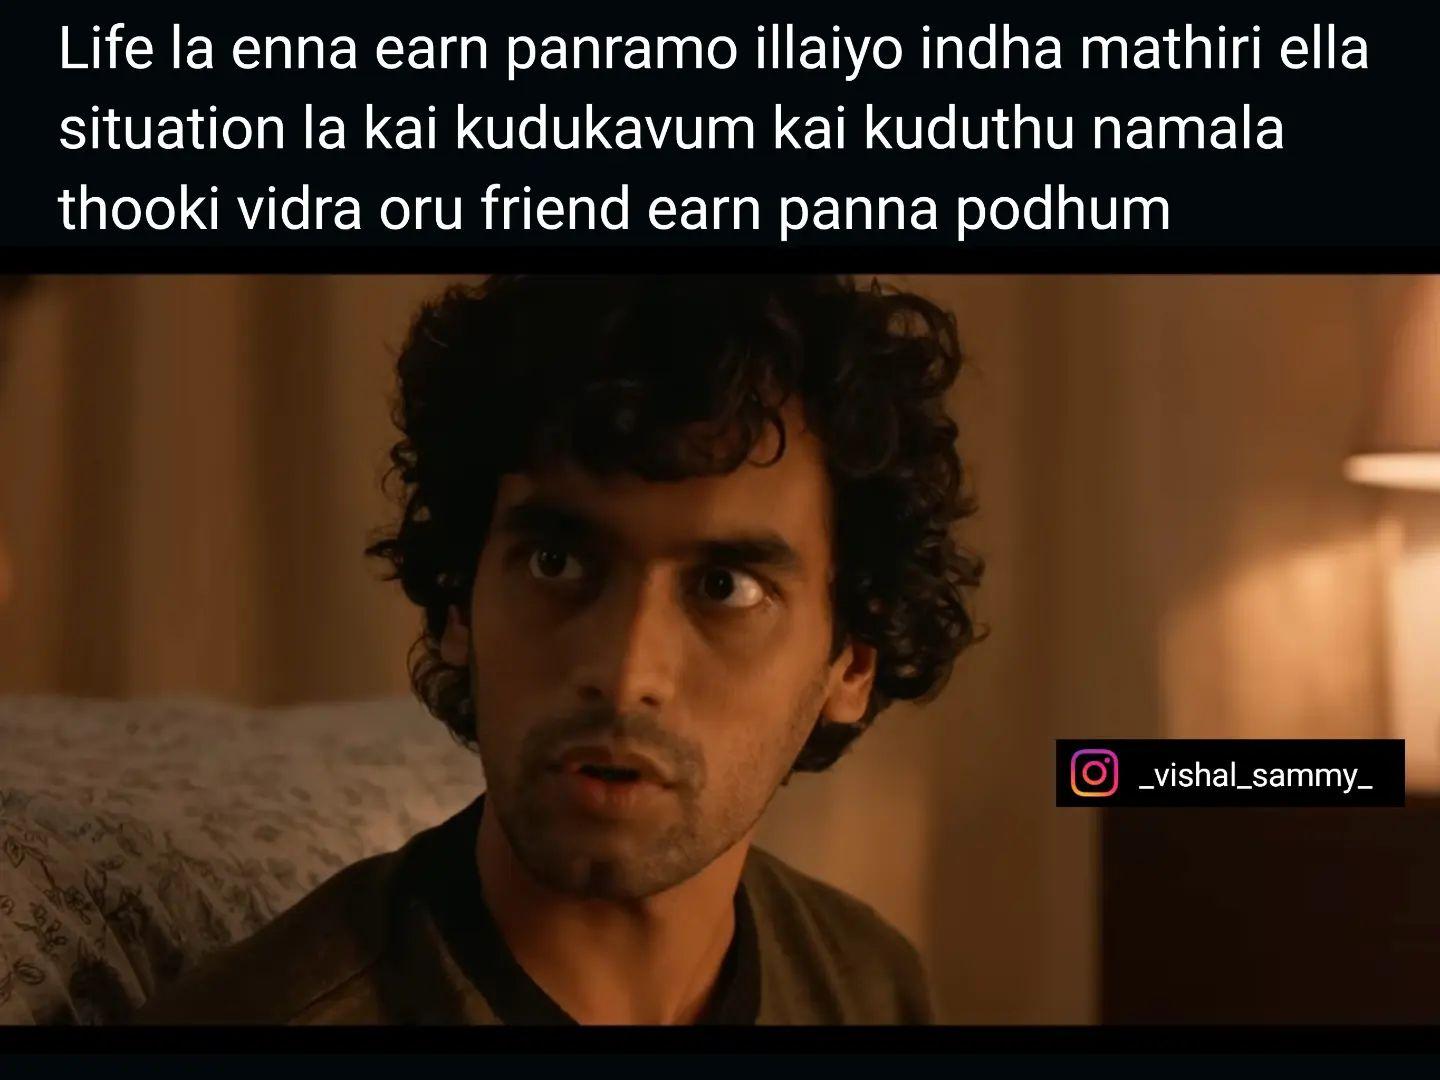 Life la enna earn panramo illaiyo indha mathiri ella
situation la kai kudukavum kai kuduthu namala
thooki vidra oru friend earn panna podhum
_vishal_sammy_